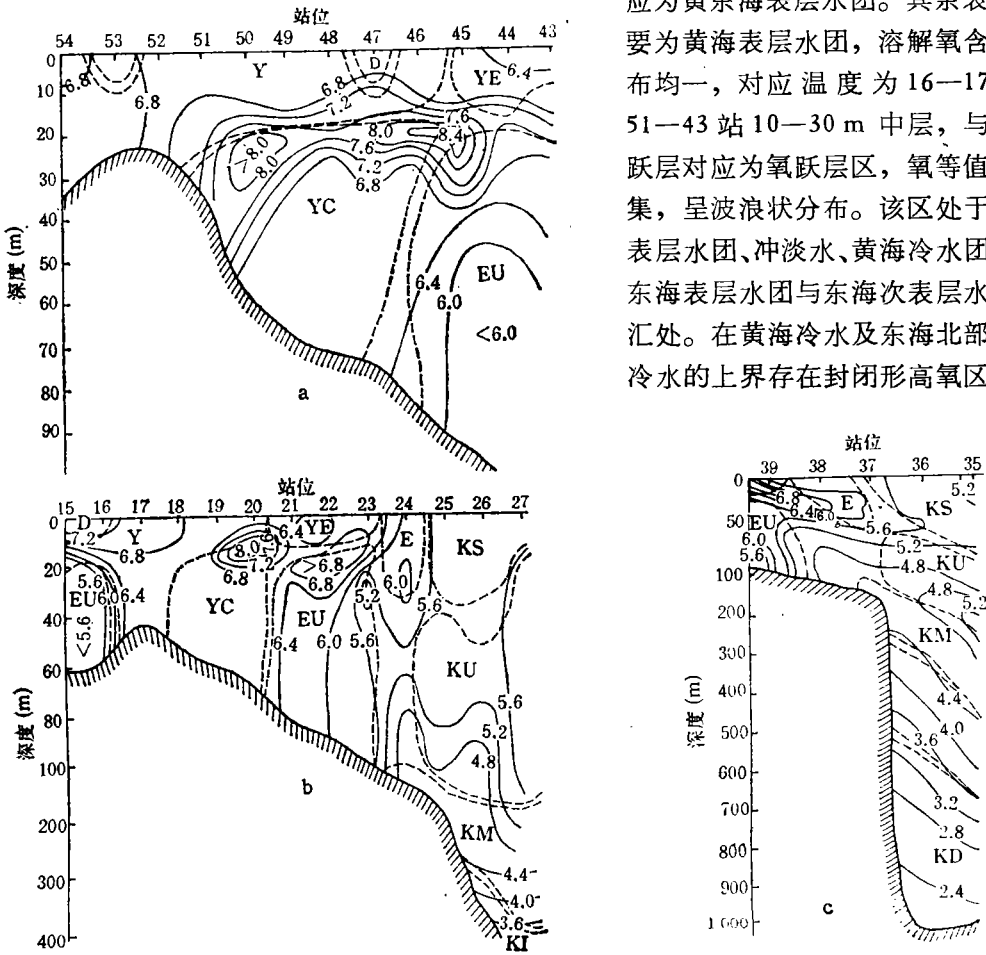 站位
54 53 52 51 50 49 48 47 46 45 44 43
0
10
20
30
40
50
60
70
80
90
深度 (m)
6.8 6.8 Y D YE 6.4
6.8
7.2
7.6
8.0 8.4
>8.0
8.0
7.6
7.2
6.8
YC
EU
6.4
6.0
<6.0
a
应为黄东海表层水团。其余表
要为黄海表层水团，溶解氧含
布均一，对应温度为 16—17
51—43 站 10—30 m 中层，与
跃层对应为氧跃层区，氧等值
集，呈波浪状分布。该区处于
表层水团、冲淡水、黄海冷水团
东海表层水团与东海次表层水
汇处。在黄海冷水及东海北部
冷水的上界存在封闭形高氧区
站位
15 16 17 18 19 20 21 22 23 24 25 26 27
0
20
40
60
80
100
200
300
400
深度 (m)
D Y 7.2 6.8
5.6
EU 6.0 6.4
<5.6
8.0
7.2
6.8
YC
7.6 6.4 YE
>6.8
6.8
EU
6.4 6.0 5.6
5.2
E
6.0
5.6
KS
KU
5.6
5.2
4.8
KM
4.4
4.0
3.6
KI
b
站位
39 38 37 36 35
0
50
100
200
300
400
500
600
700
800
900
1000
深度 (m)
6.8
6.4
6.0
E
EU
6.0
5.6
5.6
KS
5.2
5.2
KU
4.8
4.8
5.2
KM
4.4
4.0
3.6
3.2
2.8
KD
2.4
c